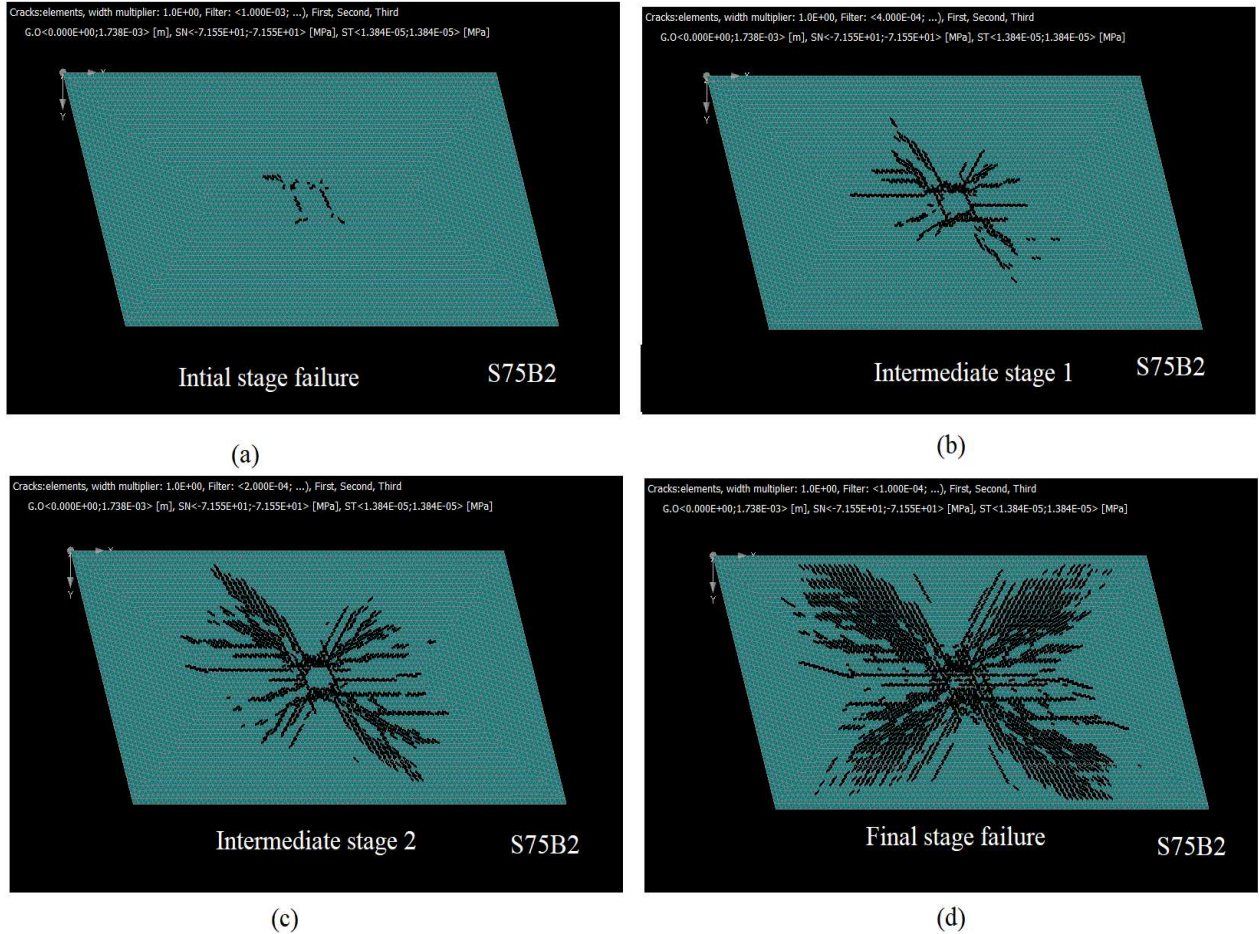 Cracks:elements, width multiplier: 1.0E+00, Filter: <1.000E-03; ...), First, Second, Third
G.O<0.000E+00;1.738E-03> [m], SN<-7.155E+01;-7.155E+01> [MPa], ST<1.384E-05;1.384E-05> [MPa]
X
Y
Intial stage failure
S75B2
(a)
Cracks:elements, width multiplier: 1.0E+00, Filter: <4.000E-04; ...), First, Second, Third
G.O<0.000E+00;1.738E-03> [m], SN<-7.155E+01;-7.155E+01> [MPa], ST<1.384E-05;1.384E-05> [MPa]
X
Y
Intermediate stage 1
S75B2
(b)
Cracks:elements, width multiplier: 1.0E+00, Filter: <2.000E-04; ...), First, Second, Third
G.O<0.000E+00;1.738E-03> [m], SN<-7.155E+01;-7.155E+01> [MPa], ST<1.384E-05;1.384E-05> [MPa]
X
Y
Intermediate stage 2
S75B2
(c)
Cracks:elements, width multiplier: 1.0E+00, Filter: <1.000E-04; ...), First, Second, Third
G.O<0.000E+00;1.738E-03> [m], SN<-7.155E+01;-7.155E+01> [MPa], ST<1.384E-05;1.384E-05> [MPa]
X
Y
Final stage failure
S75B2
(d)